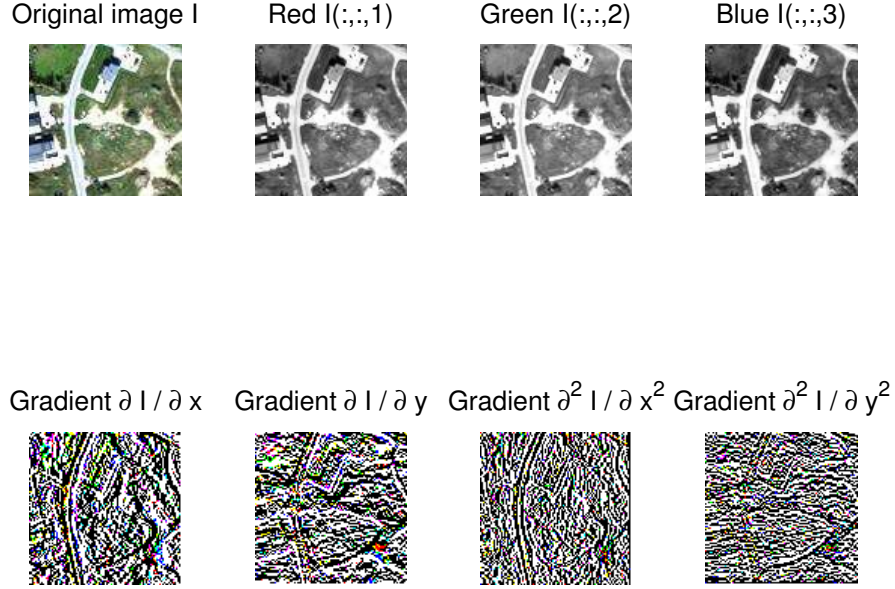 Original image I
Red I(:,:,1)
Green I(:,:,2)
Blue I(:,:,3)
Gradient ∂ I / ∂ x
Gradient ∂ I / ∂ y
Gradient ∂² I / ∂ x²
Gradient ∂² I / ∂ y²